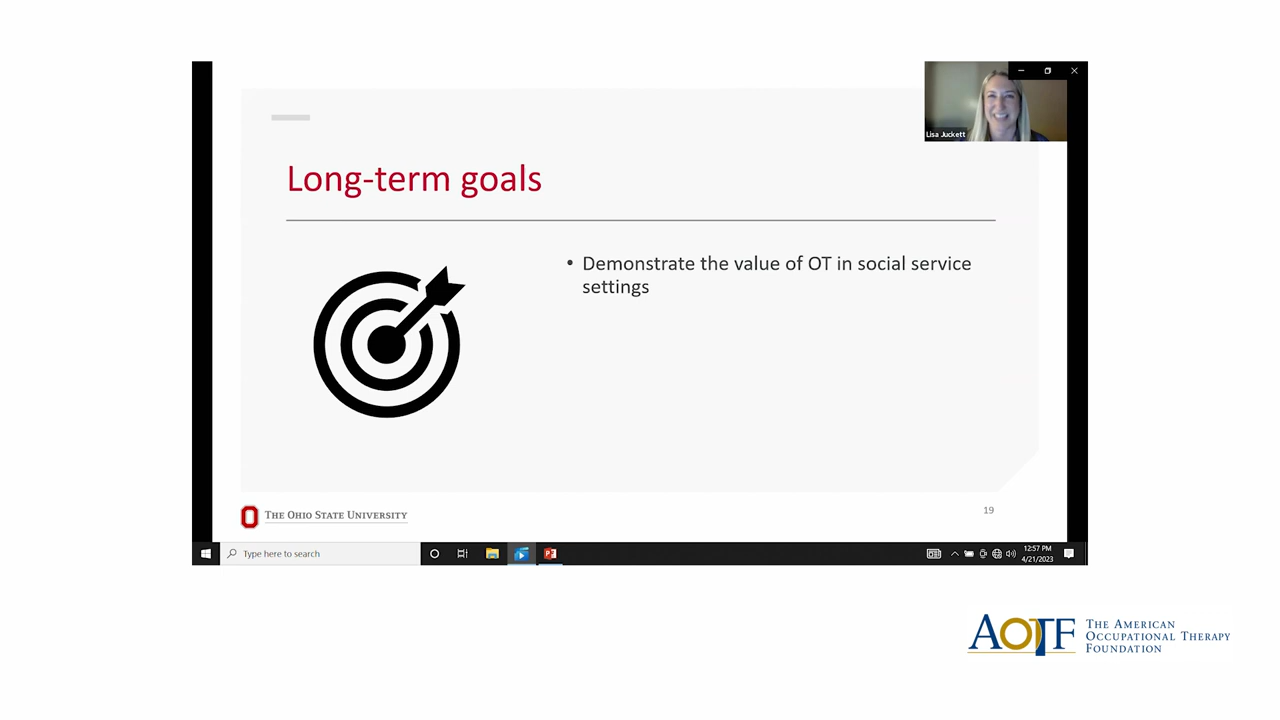 Lisa Juckett
Long-term goals
• Demonstrate the value of OT in social service
settings
THE OHIO STATE UNIVERSITY
19
Type here to search
12:57 PM
4/21/2023
AOTF
THE AMERICAN
OCCUPATIONAL THERAPY
FOUNDATION